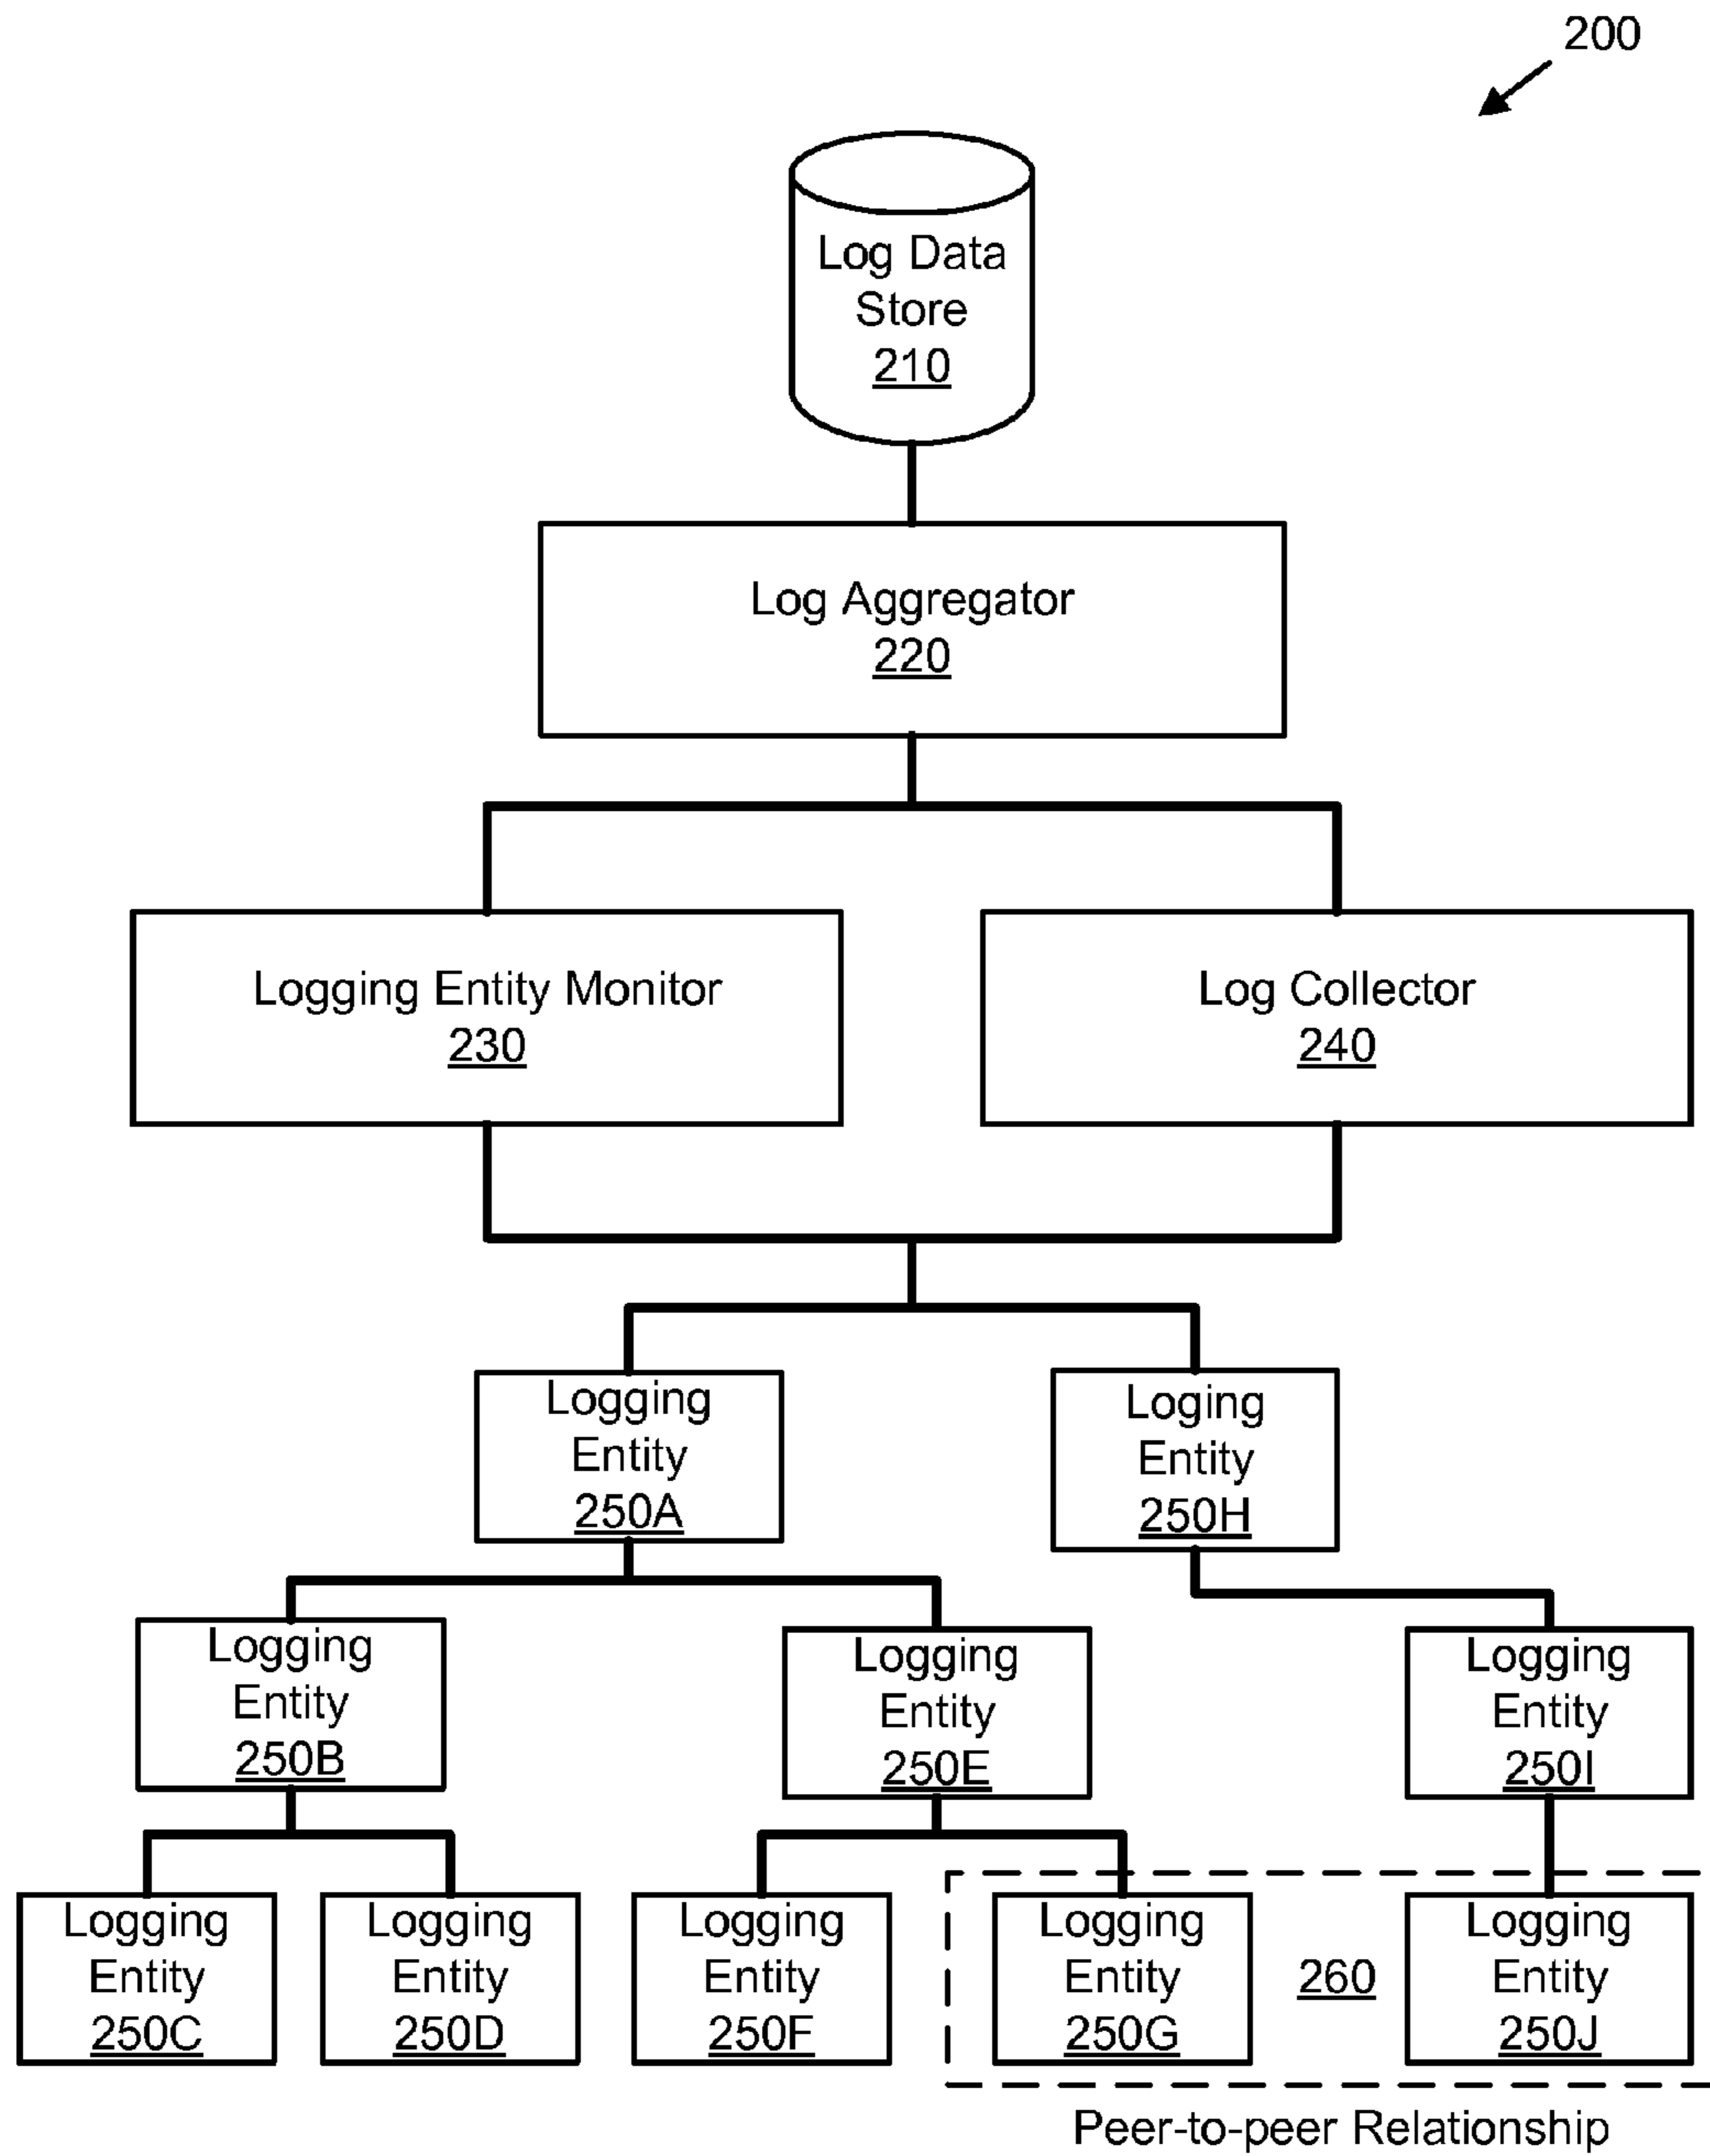 200
Log Data
Store
210
Log Aggregator
220
Logging Entity Monitor
230
Log Collector
240
Logging
Entity
250A
Loging
Entity
250H
Logging
Entity
250B
Logging
Entity
250E
Logging
Entity
250I
Logging
Entity
250C
Logging
Entity
250D
Logging
Entity
250F
Logging
Entity
250G
260
Logging
Entity
250J
Peer-to-peer Relationship